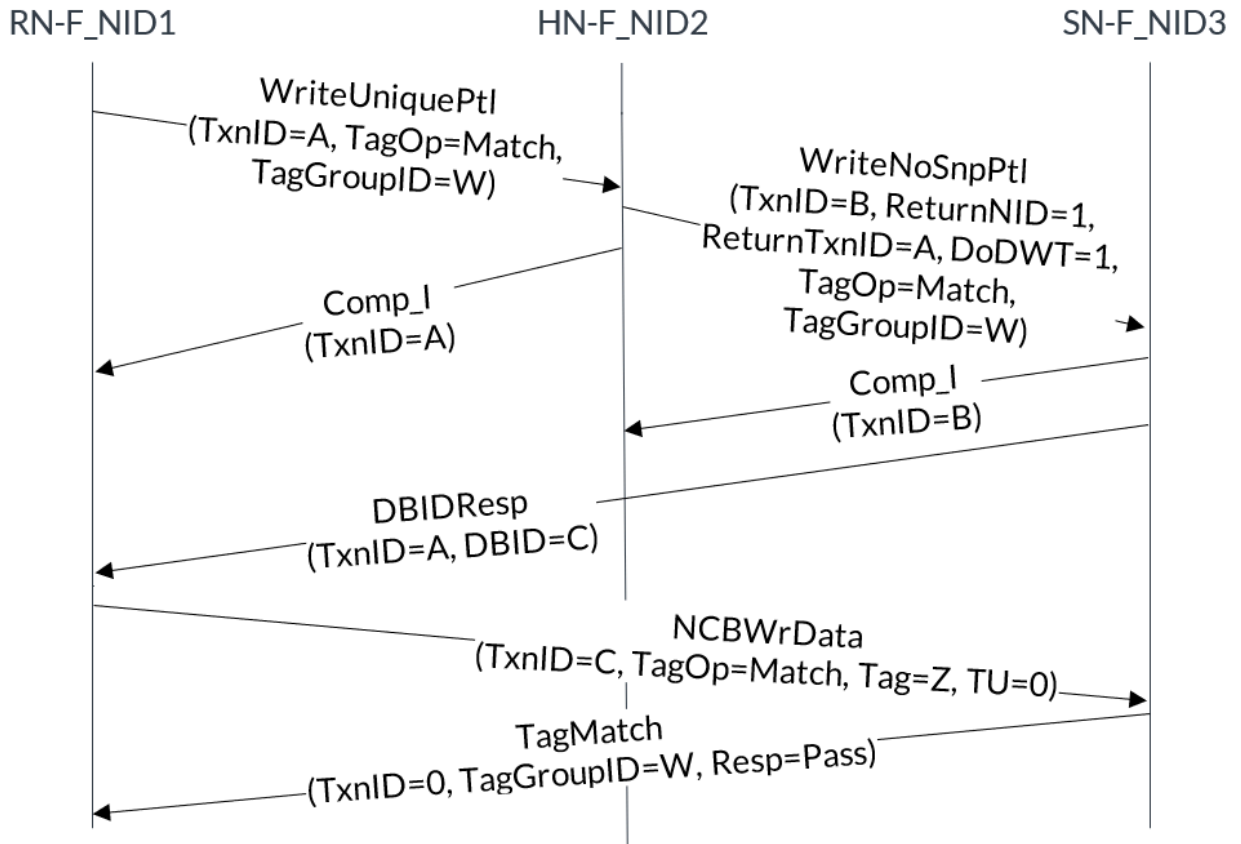 RN-F_NID1
HN-F_NID2
SN-F_NID3
WriteUniquePtl
(TxnID=A, TagOp=Match,
TagGroupID=W)
WriteNoSnpPtl
(TxnID=B, ReturnNID=1,
ReturnTxnID=A, DoDWT=1,
TagOp=Match,
TagGroupID=W)
Comp_I
(TxnID=A)
Comp_I
(TxnID=B)
DBIDResp
(TxnID=A, DBID=C)
NCBWrData
(TxnID=C, TagOp=Match, Tag=Z, TU=0)
TagMatch
(TxnID=0, TagGroupID=W, Resp=Pass)